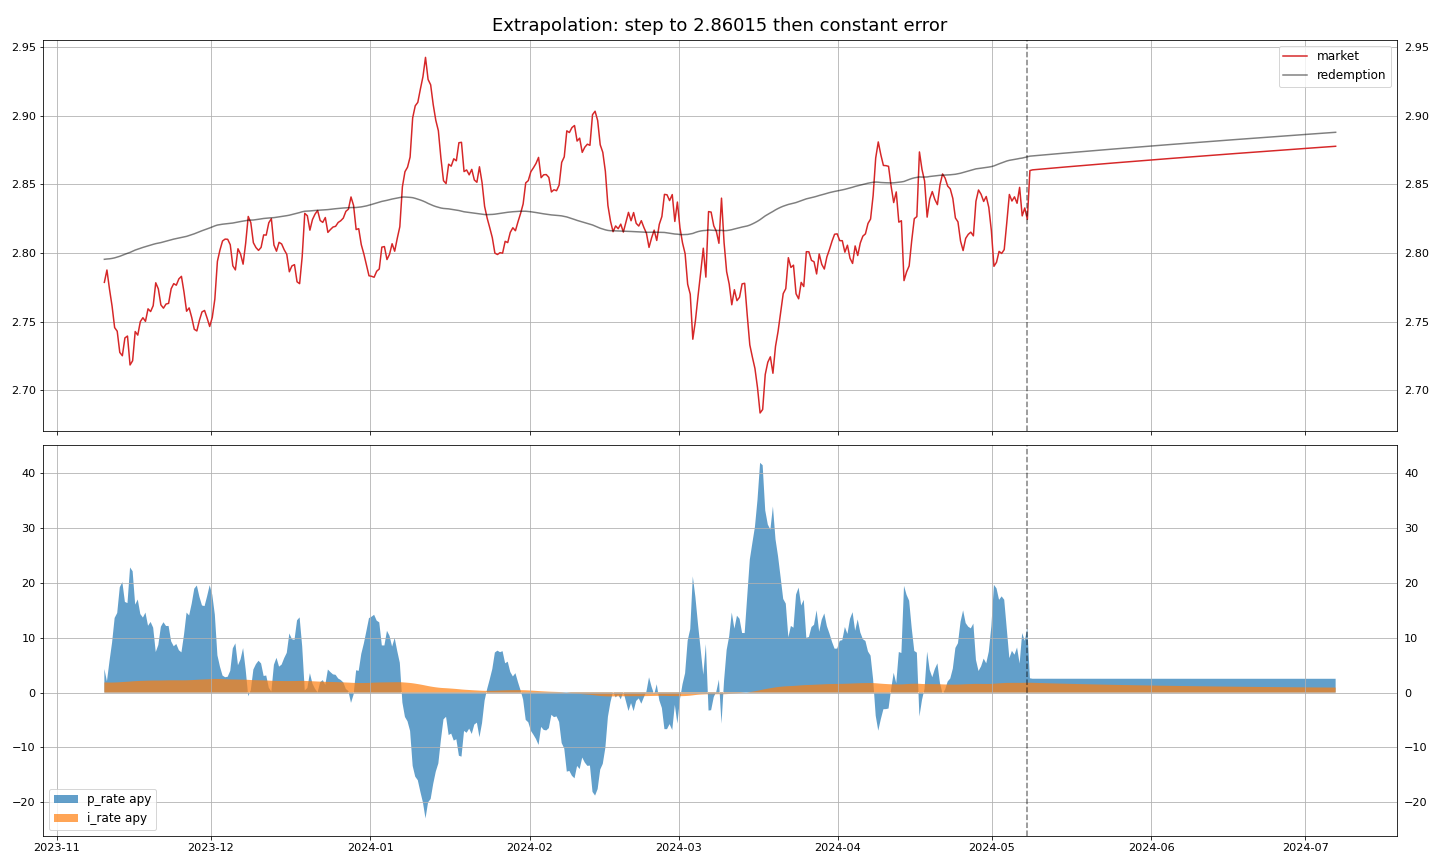 Extrapolation: step to 2.86015 then constant error
2.95 2.95
market
redemption
2.90 2.90
2.85 2.85
2.80 2.80
2.75 2.75
2.70 2.70
40 40
30 30
20 20
10 10
0 0
−10 −10
−20 −20
p_rate apy
i_rate apy
2023-11 2023-12 2024-01 2024-02 2024-03 2024-04 2024-05 2024-06 2024-07